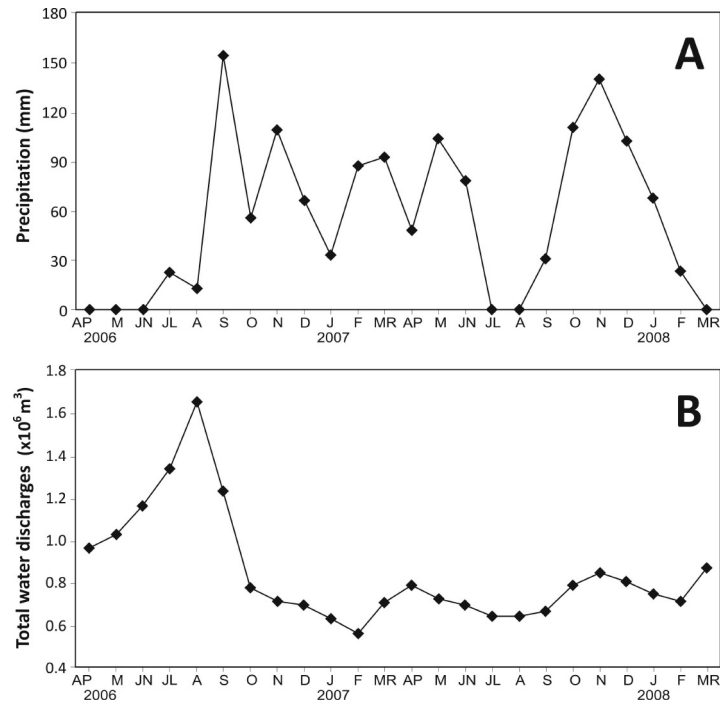 180
A
150
120
Precipitation (mm)
90
60
30
0
AP M JN JL A S O N D J F MR AP M JN JL A S O N D J F MR
2006 2007 2008
1.8
B
1.6
1.4
Total water discharges (x10⁶ m³)
1.2
1.0
0.8
0.6
0.4
AP M JN JL A S O N D J F MR AP M JN JL A S O N D J F MR
2006 2007 2008